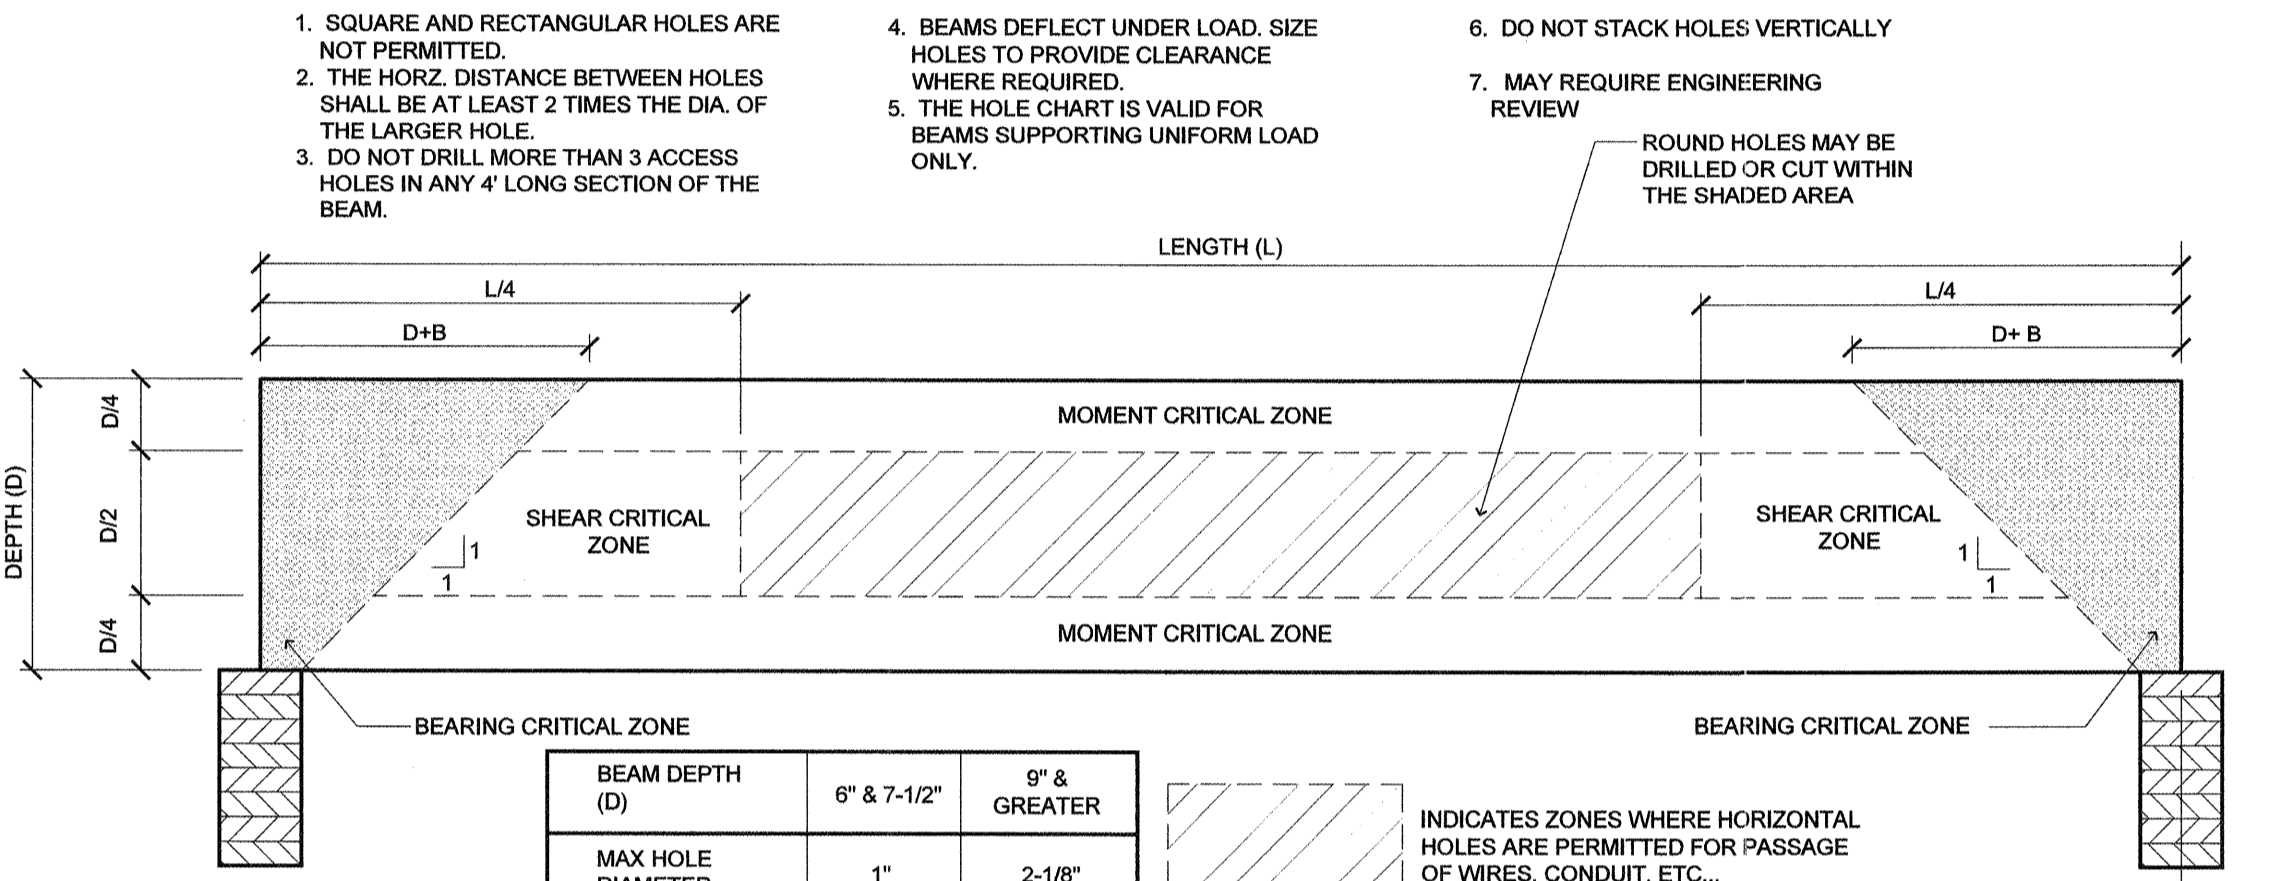 1. SQUARE AND RECTANGULAR HOLES ARE
NOT PERMITTED.
2. THE HORZ. DISTANCE BETWEEN HOLES
SHALL BE AT LEAST 2 TIMES THE DIA. OF
THE LARGER HOLE.
3. DO NOT DRILL MORE THAN 3 ACCESS
HOLES IN ANY 4' LONG SECTION OF THE
BEAM.
4. BEAMS DEFLECT UNDER LOAD. SIZE
HOLES TO PROVIDE CLEARANCE
WHERE REQUIRED.
5. THE HOLE CHART IS VALID FOR
BEAMS SUPPORTING UNIFORM LOAD
ONLY.
6. DO NOT STACK HOLES VERTICALLY
7. MAY REQUIRE ENGINEERING
REVIEW
ROUND HOLES MAY BE
DRILLED OR CUT WITHIN
THE SHADED AREA
LENGTH (L)
L/4
L/4
D+B
D+ B
DEPTH (D)
D/4
D/2
D/4
MOMENT CRITICAL ZONE
SHEAR CRITICAL
ZONE
1
1
SHEAR CRITICAL
ZONE
1
1
MOMENT CRITICAL ZONE
BEARING CRITICAL ZONE
BEARING CRITICAL ZONE
BEAM DEPTH
(D)
6" & 7-1/2"
9" &
GREATER
MAX HOLE
DIAMETER
1"
2-1/8"
INDICATES ZONES WHERE HORIZONTAL
HOLES ARE PERMITTED FOR PASSAGE
OF WIRES, CONDUIT, ETC...